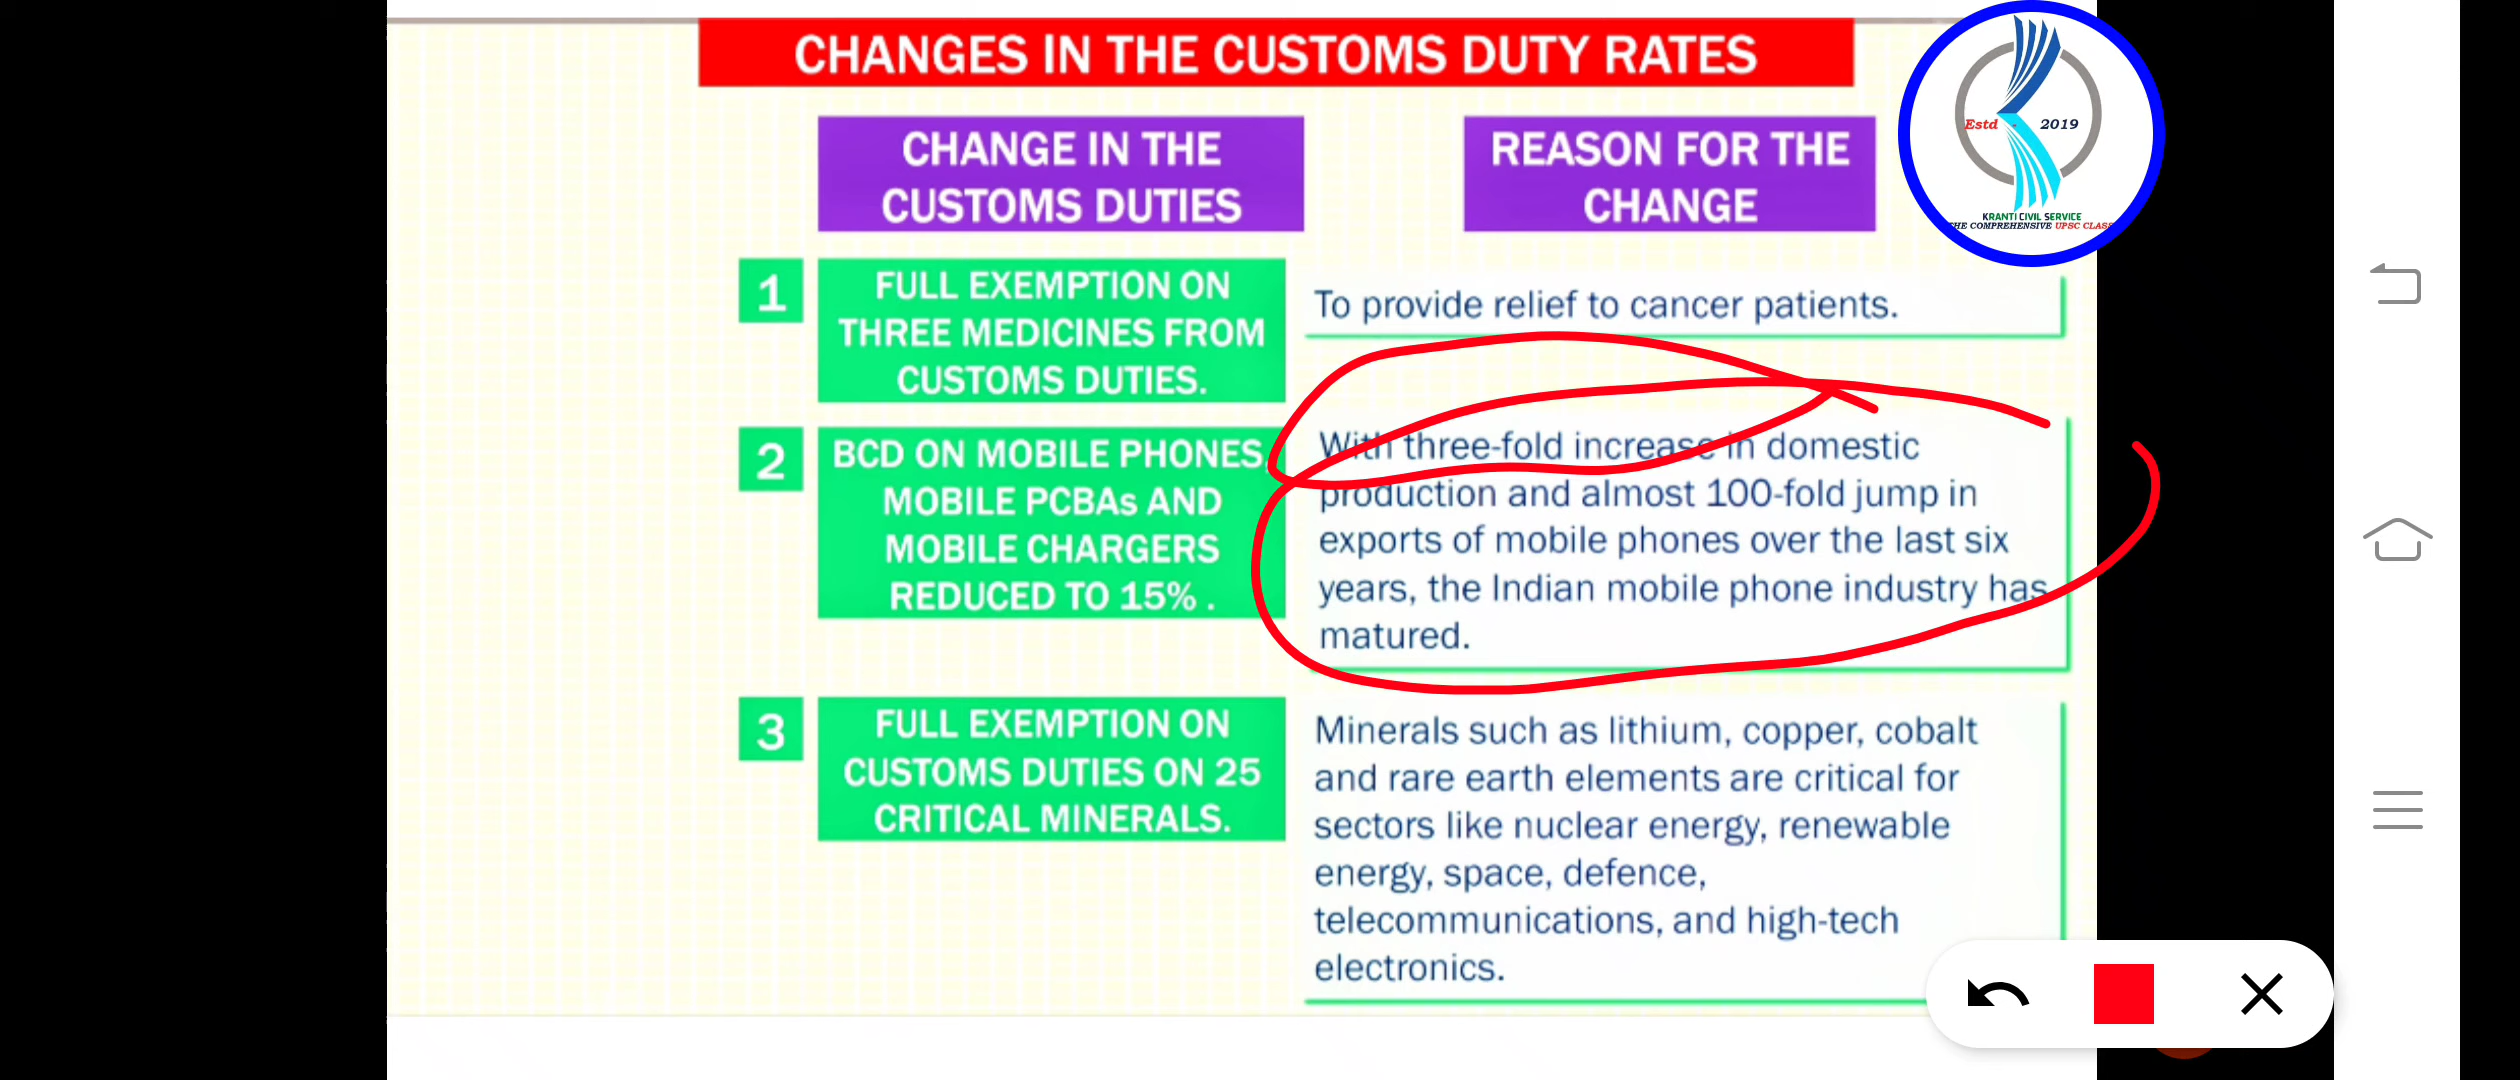 CHANGES IN THE CUSTOMS DUTY RATES
Estd 2019
KRANTI CIVIL SERVICE
THE COMPREHENSIVE UPSC CLASS
CHANGE IN THE
CUSTOMS DUTIES
REASON FOR THE
CHANGE
1
FULL EXEMPTION ON
THREE MEDICINES FROM
CUSTOMS DUTIES.
To provide relief to cancer patients.
2
BCD ON MOBILE PHONES,
MOBILE PCBAs AND
MOBILE CHARGERS
REDUCED TO 15% .
With three-fold increase in domestic
production and almost 100-fold jump in
exports of mobile phones over the last six
years, the Indian mobile phone industry has
matured.
3
FULL EXEMPTION ON
CUSTOMS DUTIES ON 25
CRITICAL MINERALS.
Minerals such as lithium, copper, cobalt
and rare earth elements are critical for
sectors like nuclear energy, renewable
energy, space, defence,
telecommunications, and high-tech
electronics.